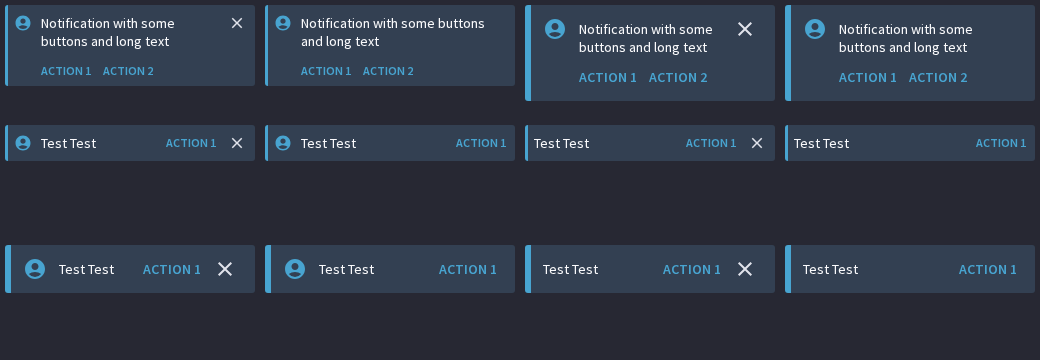 Notification with some
buttons and long text
ACTION 1 ACTION 2
Notification with some buttons
and long text
ACTION 1 ACTION 2
Notification with some
buttons and long text
ACTION 1 ACTION 2
Notification with some
buttons and long text
ACTION 1 ACTION 2
Test Test ACTION 1
Test Test ACTION 1
Test Test ACTION 1
Test Test ACTION 1
Test Test ACTION 1
Test Test ACTION 1
Test Test ACTION 1
Test Test ACTION 1